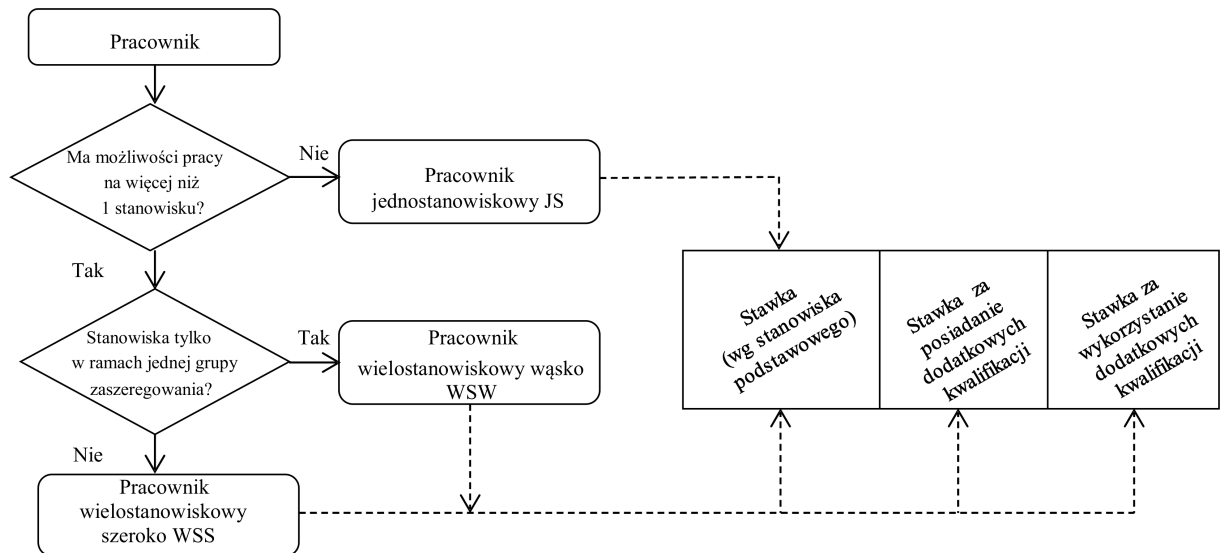 Pracownik
Ma możliwości pracy
na więcej niż
1 stanowisku?
Nie
Pracownik
jednostanowiskowy JS
Tak
Stanowiska tylko
w ramach jednej grupy
zaszeregowania?
Tak
Pracownik
wielostanowiskowy wąsko
WSW
Nie
Pracownik
wielostanowiskowy
szeroko WSS
Stawka
(wg stanowiska
podstawowego)
Stawka za
posiadanie
dodatkowych
kwalifikacji
Stawka za
wykorzystanie
dodatkowych
kwalifikacji